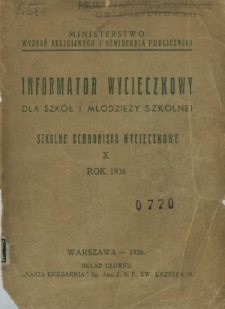 MINISTERSTWO
WYZNAŃ RELIGIJNYCH I OŚWIECENIA PUBLICZNEGO
INFORMATOR WYCIECZKOWY
DLA SZKÓŁ I MŁODZIEŻY SZKOLNEJ
SZKOLNE SCHRONISKA WYCIECZKOWE
X.
ROK 1936
0770
WARSZAWA — 1936.
SKŁAD GŁÓWNY:
„NASZA KSIĘGARNIA" Sp. Akc. Z. N. P., ŚW. KRZYSKA